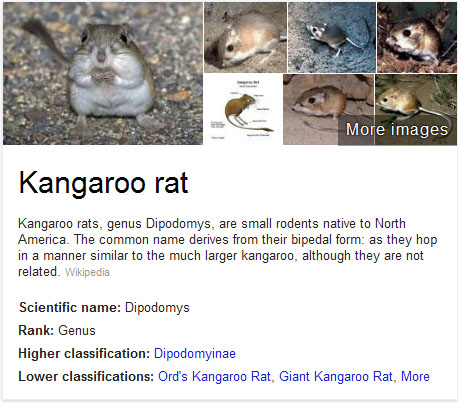 Kangaroo Rat
More images
Kangaroo rat
Kangaroo rats, genus Dipodomys, are small rodents native to North
America. The common name derives from their bipedal form: as they hop
in a manner similar to the much larger kangaroo, although they are not
related. Wikipedia
Scientific name: Dipodomys
Rank: Genus
Higher classification: Dipodomyinae
Lower classifications: Ord's Kangaroo Rat, Giant Kangaroo Rat, More